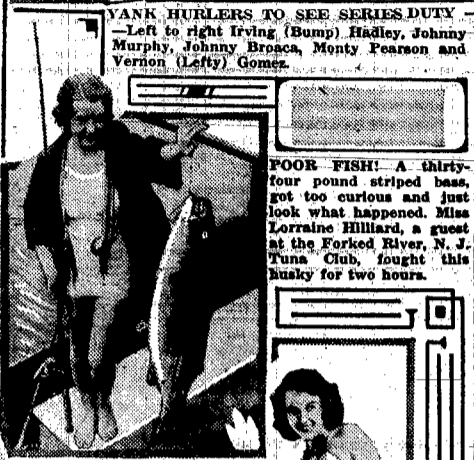 YANK HURLERS TO SEE SERIES DUTY
—Left to right Irving (Bump) Hadley, Johnny
Murphy, Johnny Broaca, Monty Pearson and
Vernon (Lefty) Gomez.
POOR FISH! A thirty-
four pound striped bass,
got too curious and just
look what happened. Miss
Lorraine Hilliard, a guest
at the Forked River, N. J.
Tuna Club, fought this
husky for two hours.